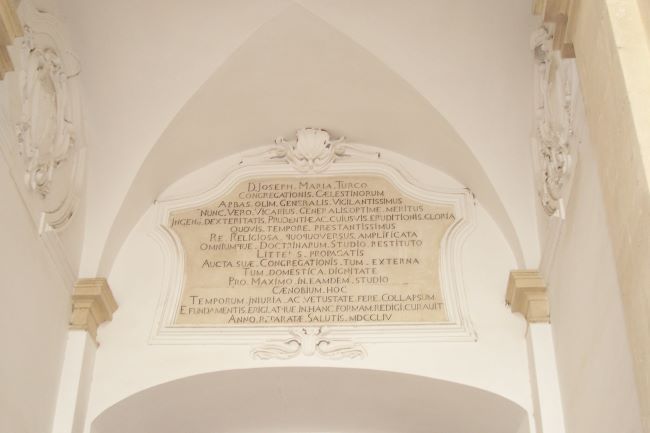 D. JOSEPH. MARIA. TURCO
CONGREGATIONIS. CÆLESTINORUM
ABBAS. OLIM. GENERALIS. VIGILANTISSIMUS
NUNC. VERO. VICARIUS. GENERALIS. OPTIME. MERITUS
INGENII. DEXTERITATIS. PRUDENTIÆ. AC. CUIUSVIS. ERUDITIONIS. GLORIA
QUOVIS. TEMPORE. PRÆSTANTISSIMUS
RE. RELIGIOSA. QUOQUOVERSUS. AMPLIFICATA
OMNIUMQUE. DOCTRINARUM. STUDIO. RESTITUTO
PROPAGATIS
AUCTA. SUÆ. CONGREGATIONIS. TUM. EXTERNA
TUM. DOMESTICA. DIGNITATE
PRO. MAXIMO. IN. EAMDEM. STUDIO
CÆNOBIUM. HOC
TEMPORUM. INIURIA. AC. VETUSTATE. FERE. COLLAPSUM
E. FUNDAMENTIS. ERIGI. ATQUE. IN. HANC. FORMAM. REDIGI. CURAVIT
ANNO. REPARATÆ. SALUTIS. MDCCLIV